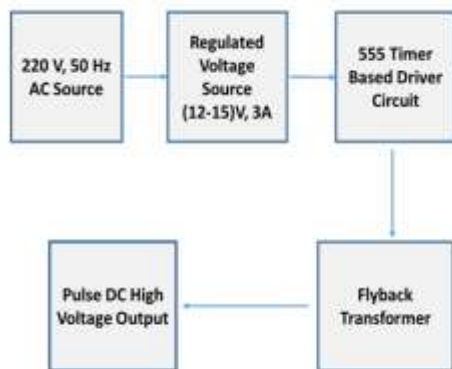 220 V, 50 Hz
AC Source
Regulated
Voltage
Source
(12-15)V, 3A
555 Timer
Based Driver
Circuit
Flyback
Transformer
Pulse DC High
Voltage Output